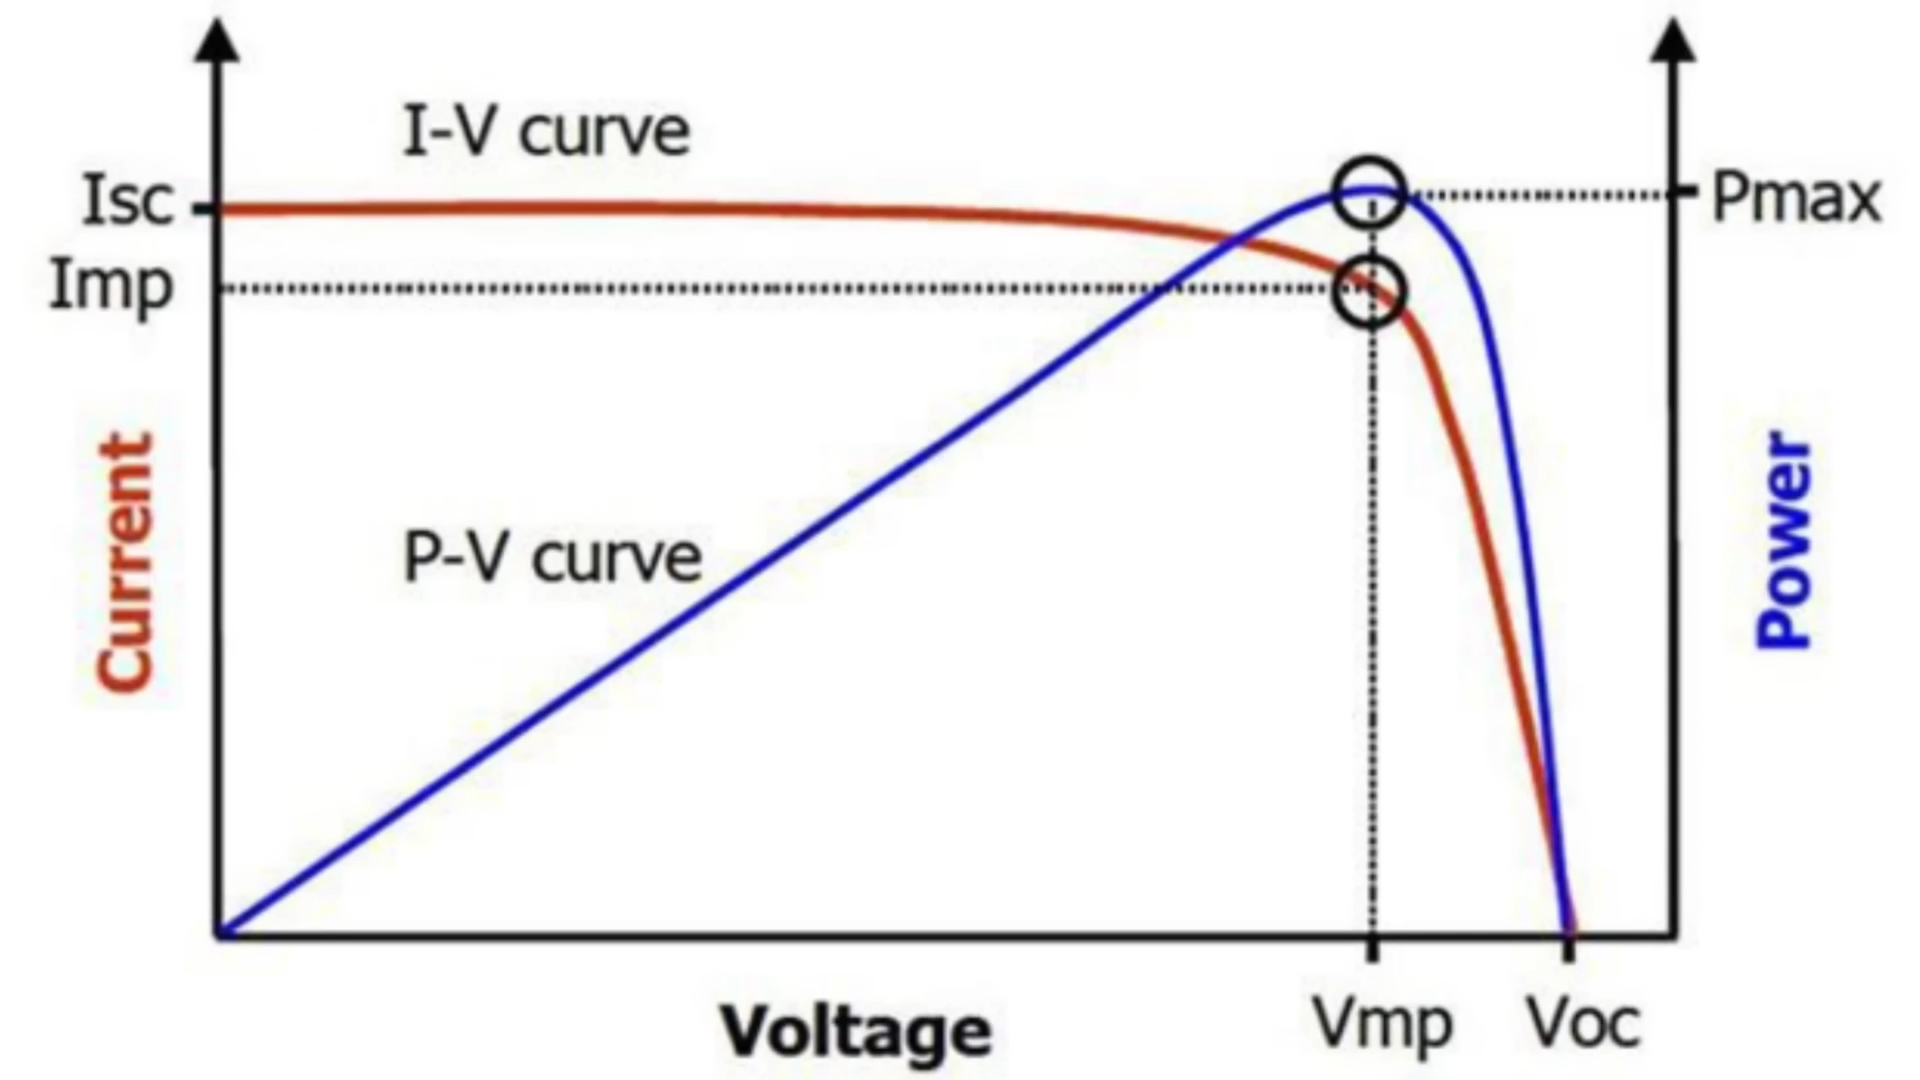 I-V curve
Isc
Pmax
Imp
Current
P-V curve
Power
Voltage
Vmp
Voc